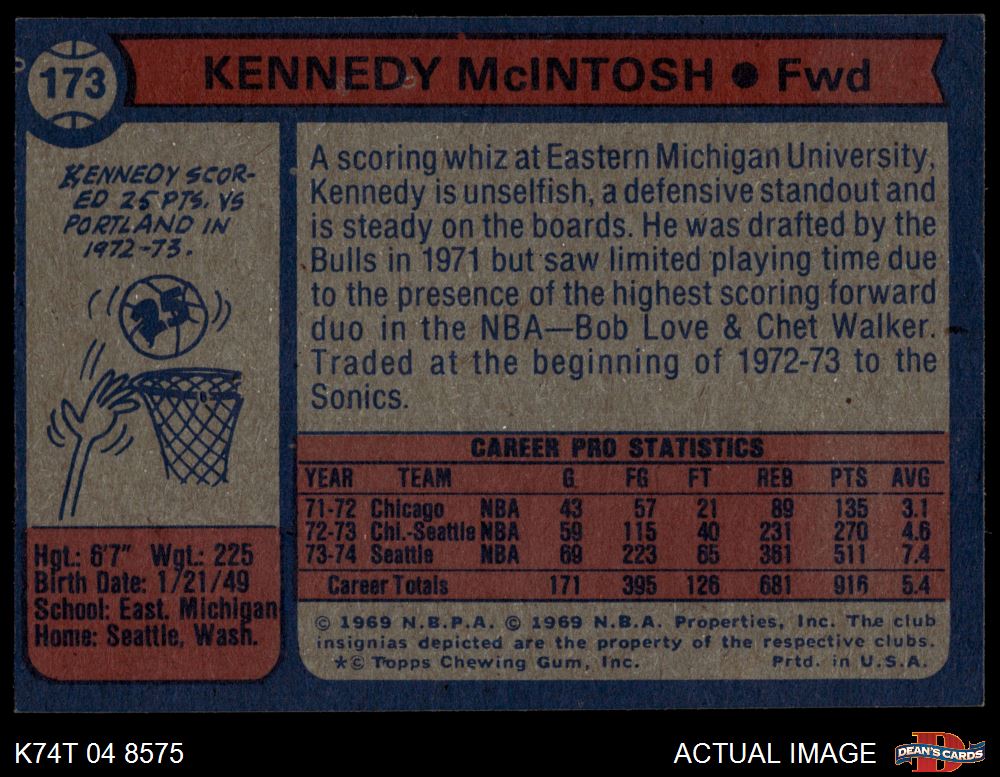 173
KENNEDY McINTOSH ● Fwd
KENNEDY SCOR-
ED 25 PTS. VS
PORTLAND IN
1972-73.
25
A scoring whiz at Eastern Michigan University,
Kennedy is unselfish, a defensive standout and
is steady on the boards. He was drafted by the
Bulls in 1971 but saw limited playing time due
to the presence of the highest scoring forward
duo in the NBA—Bob Love & Chet Walker.
Traded at the beginning of 1972-73 to the
Sonics.
CAREER PRO STATISTICS
YEAR TEAM G FG FT REB PTS AVG
71-72 Chicago NBA 43 57 21 89 135 3.1
72-73 Chi.-Seattle NBA 59 115 40 231 270 4.6
73-74 Seattle NBA 69 223 65 361 511 7.4
Career Totals 171 395 126 681 916 5.4
Hgt.: 6'7" Wgt.: 225
Birth Date: 1/21/49
School: East. Michigan
Home: Seattle, Wash.
© 1969 N.B.P.A. © 1969 N.B.A. Properties, Inc. The club
insignias depicted are the property of the respective clubs.
*© Topps Chewing Gum, Inc. Prtd. in U.S.A.
K74T 04 8575
ACTUAL IMAGE
D
DEAN'S CARDS